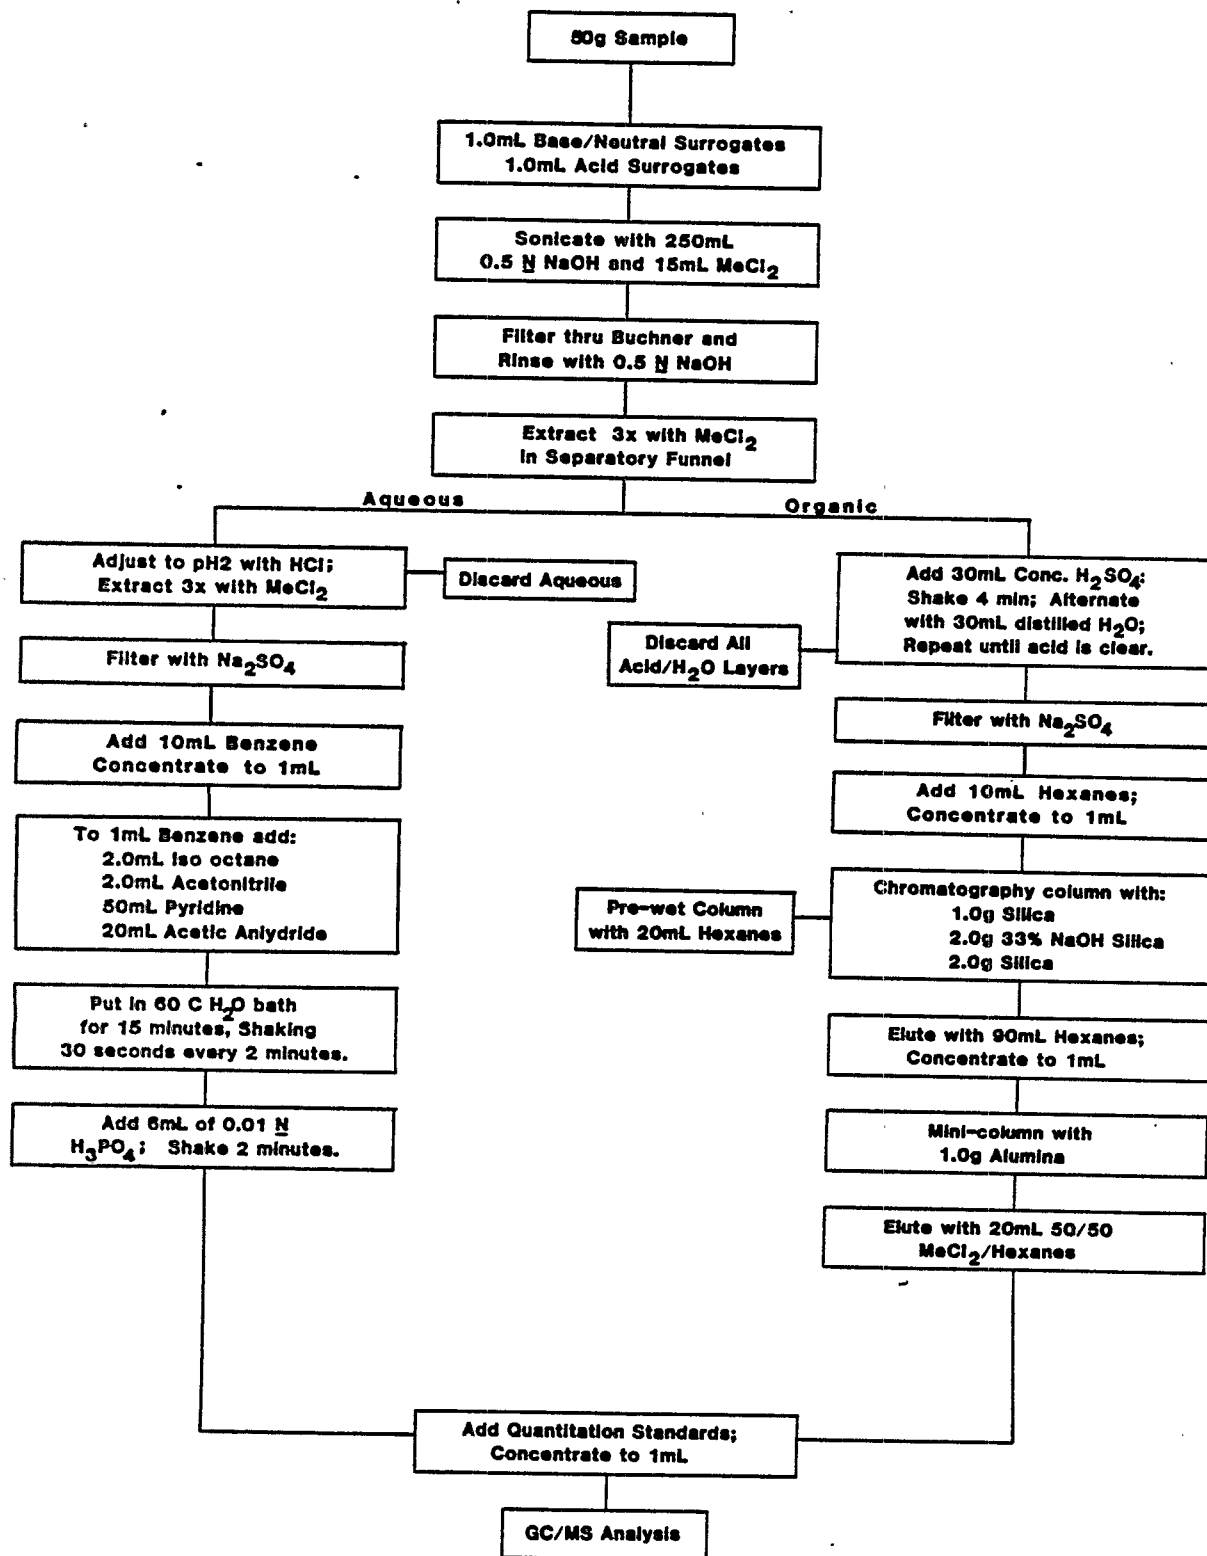 50g Sample
1.0mL Base/Neutral Surrogates
1.0mL Acid Surrogates
Sonicate with 250mL
0.5 N NaOH and 15mL MeCl2
Filter thru Buchner and
Rinse with 0.5 N NaOH
Extract 3x with MeCl2
in Separatory Funnel
Aqueous
Organic
Adjust to pH2 with HCl;
Extract 3x with MeCl2
Discard Aqueous
Filter with Na2SO4
Add 10mL Benzene
Concentrate to 1mL
To 1mL Benzene add:
2.0mL Iso octane
2.0mL Acetonitrile
50mL Pyridine
20mL Acetic Aniydride
Put in 60 C H2O bath
for 15 minutes, Shaking
30 seconds every 2 minutes.
Add 6mL of 0.01 N
H3PO4; Shake 2 minutes.
Add 30mL Conc. H2SO4:
Shake 4 min; Alternate
with 30mL distilled H2O;
Repeat until acid is clear.
Discard All
Acid/H2O Layers
Filter with Na2SO4
Add 10mL Hexanes;
Concentrate to 1mL
Chromatography column with:
1.0g Silica
2.0g 33% NaOH Silica
2.0g Silica
Pre-wet Column
with 20mL Hexanes
Elute with 90mL Hexanes;
Concentrate to 1mL
Mini-column with
1.0g Alumina
Elute with 20mL 50/50
MeCl2/Hexanes
Add Quantitation Standards;
Concentrate to 1mL
GC/MS Analysis